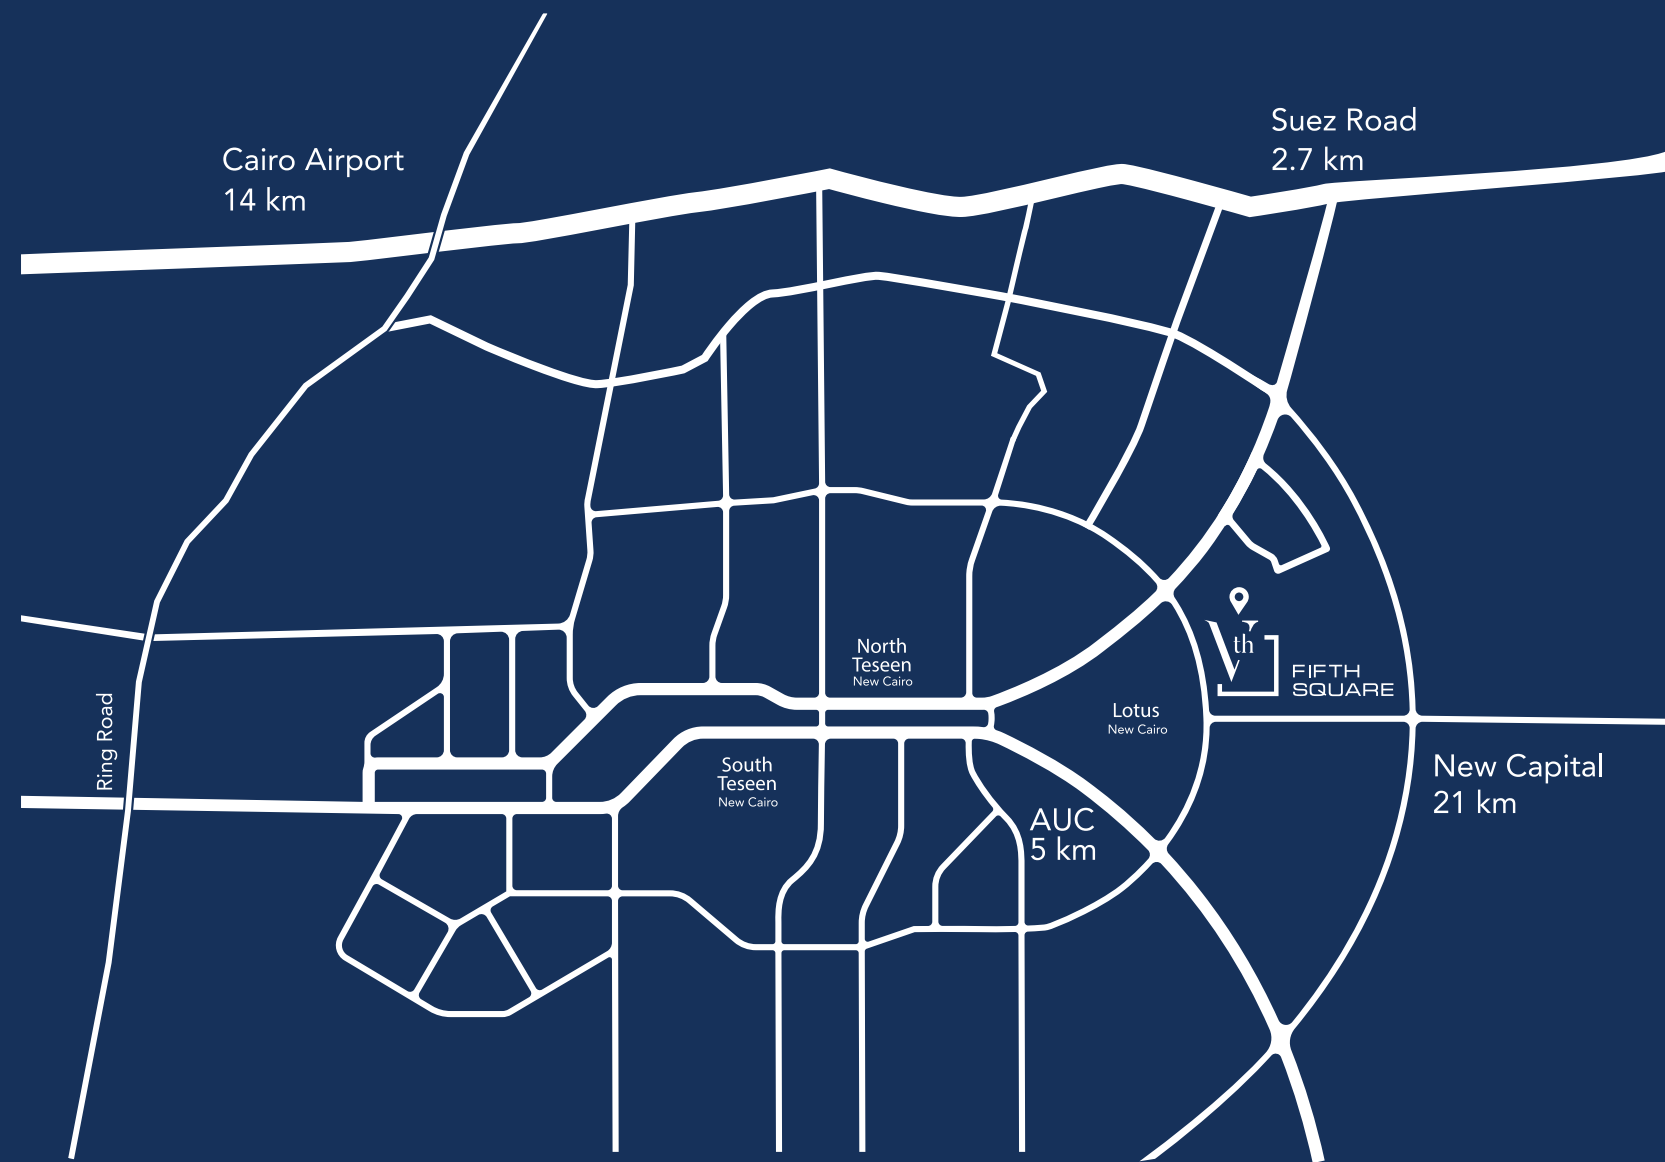 Suez Road
2.7 km
Cairo Airport
14 km
North
Teseen
New Cairo
Vth
FIFTH
SQUARE
Ring Road
Lotus
New Cairo
South
Teseen
New Cairo
New Capital
21 km
AUC
5 km